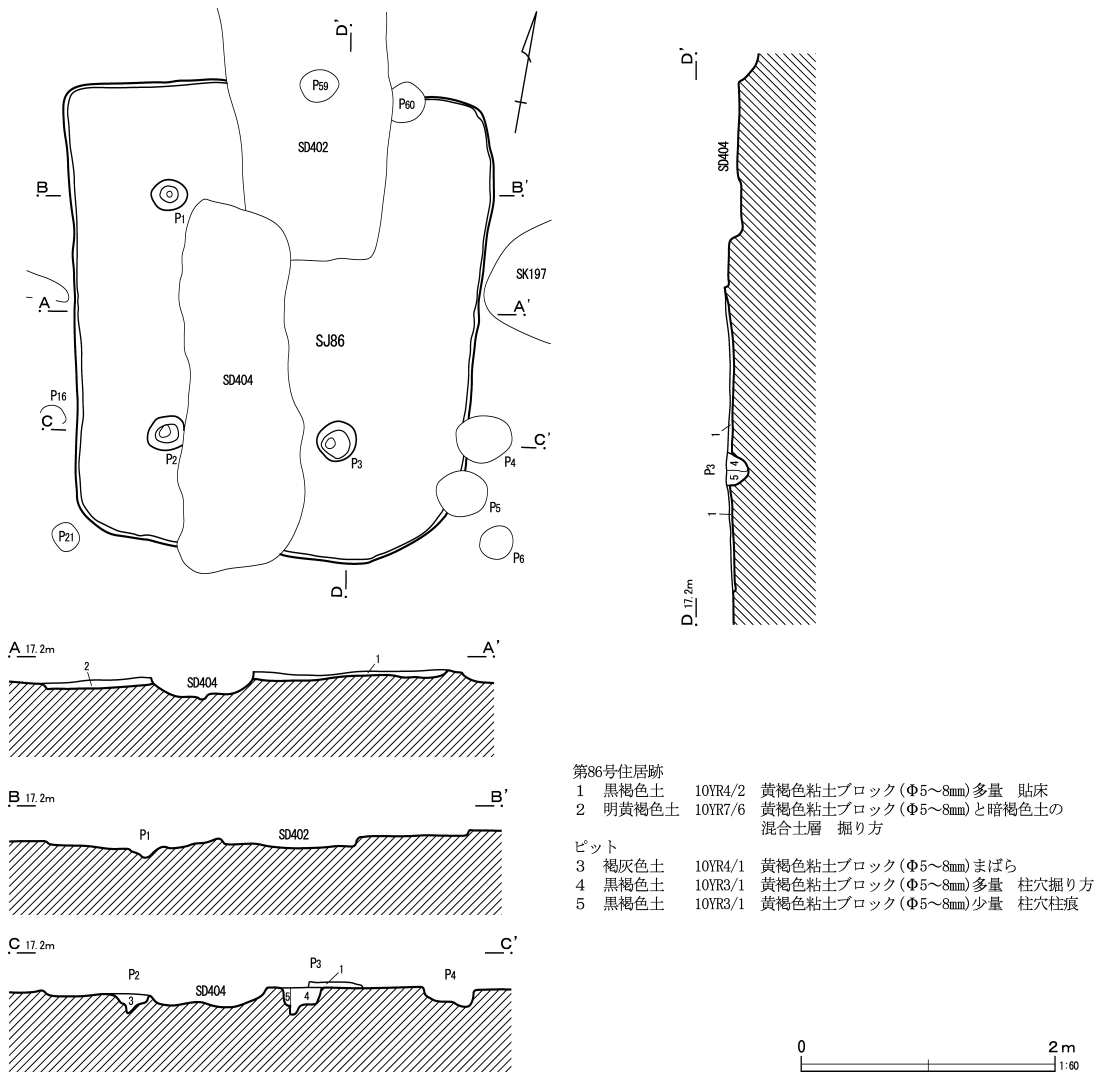 D'
P59
P60
SD402
B
B'
P1
SK197
A
A'
SJ86
SD404
P16
C
C'
P2
P3
P4
P5
P21
P6
D
D'
SD404
1
P3
4
5
1
D 17.2m
A 17.2m
A'
2
1
SD404
B 17.2m
B'
P1
SD402
C 17.2m
C'
P2
P3
1
P4
3
SD404
5
4
第86号住居跡
1 黒褐色土 10YR4/2 黄褐色粘土ブロック(Φ5～8㎜)多量 貼床
2 明黄褐色土 10YR7/6 黄褐色粘土ブロック(Φ5～8㎜)と暗褐色土の
混合土層 掘り方
ピット
3 褐灰色土 10YR4/1 黄褐色粘土ブロック(Φ5～8㎜)まばら
4 黒褐色土 10YR3/1 黄褐色粘土ブロック(Φ5～8㎜)多量 柱穴掘り方
5 黒褐色土 10YR3/1 黄褐色粘土ブロック(Φ5～8㎜)少量 柱穴柱痕
0
2m
1:60